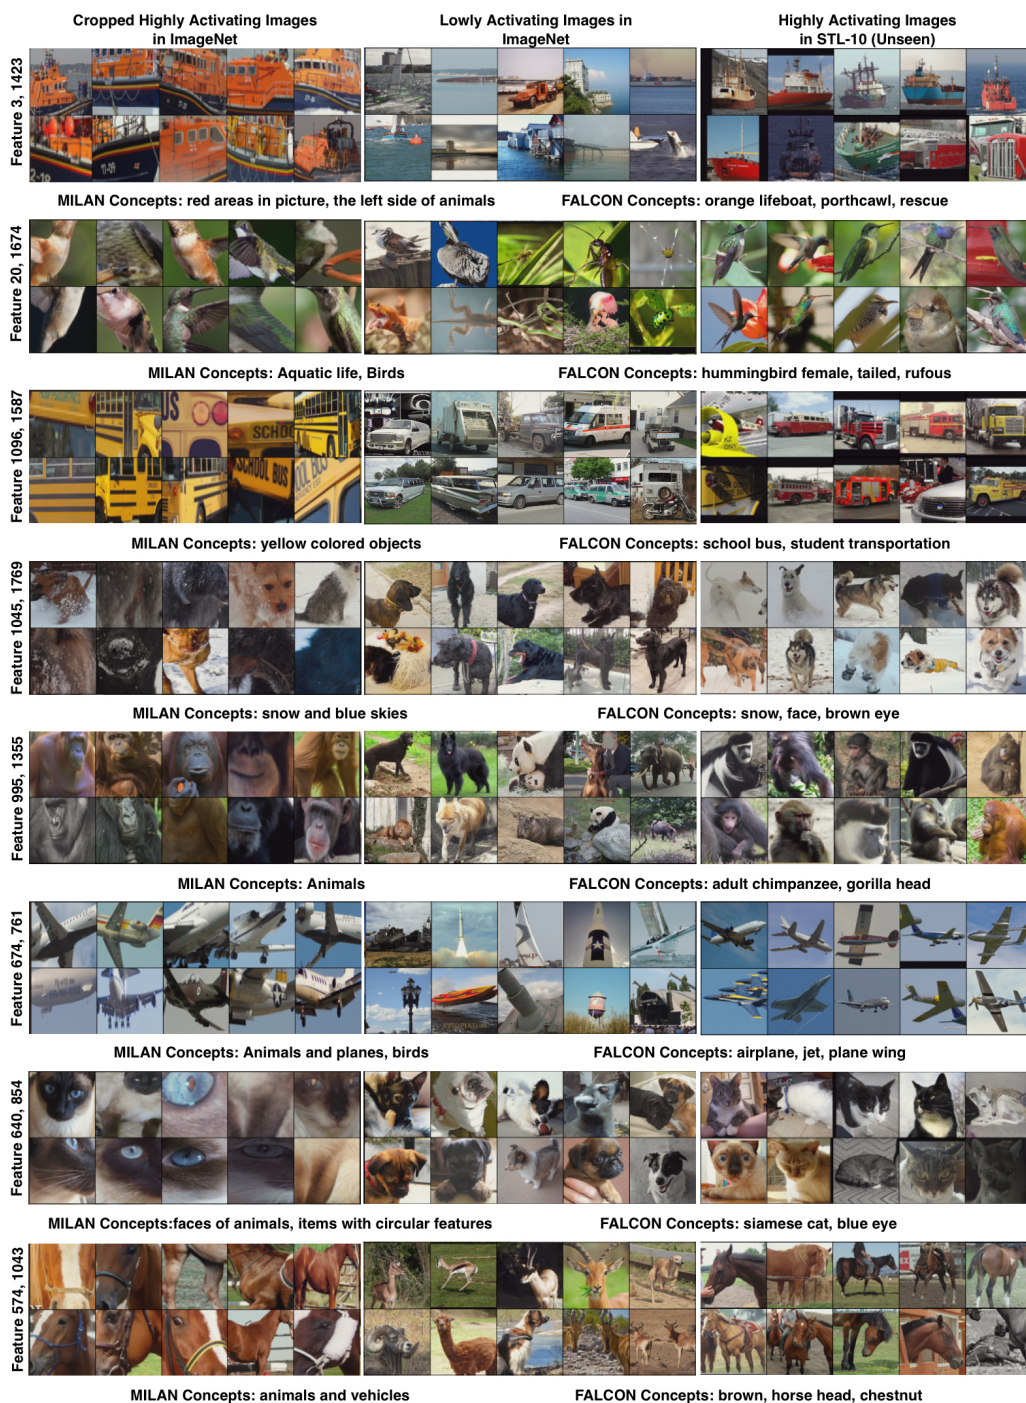 Cropped Highly Activating Images
in ImageNet
Lowly Activating Images in
ImageNet
Highly Activating Images
in STL-10 (Unseen)
Feature 3, 1423
MILAN Concepts: red areas in picture, the left side of animals
FALCON Concepts: orange lifeboat, porthcawl, rescue
Feature 20, 1674
MILAN Concepts: Aquatic life, Birds
FALCON Concepts: hummingbird female, tailed, rufous
Feature 1096, 1587
SCHOO
SCHOOL BUS
OOL BUS
MILAN Concepts: yellow colored objects
FALCON Concepts: school bus, student transportation
Feature 1045, 1769
MILAN Concepts: snow and blue skies
FALCON Concepts: snow, face, brown eye
Feature 995, 1355
MILAN Concepts: Animals
FALCON Concepts: adult chimpanzee, gorilla head
Feature 674, 761
MILAN Concepts: Animals and planes, birds
FALCON Concepts: airplane, jet, plane wing
Feature 640, 854
MILAN Concepts:faces of animals, items with circular features
FALCON Concepts: siamese cat, blue eye
Feature 574, 1043
MILAN Concepts: animals and vehicles
FALCON Concepts: brown, horse head, chestnut